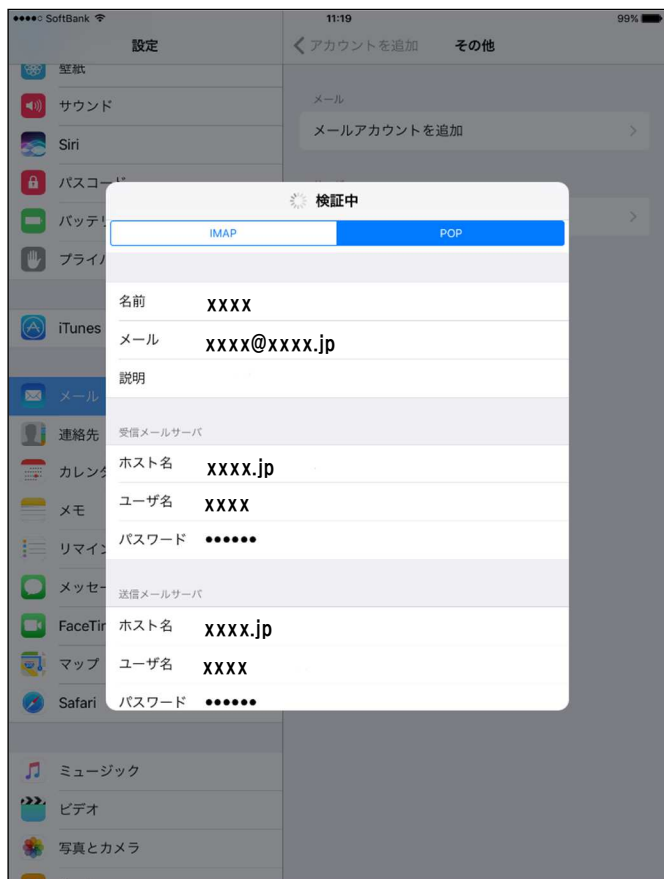 SoftBank 11:19 99%
設定
アカウントを追加 その他
壁紙
サウンド
Siri
パスコード
バッテリ
プライバ
iTunes
メール
連絡先
カレンダ
メモ
リマイン
メッセー
FaceTir
マップ
Safari
ミュージック
ビデオ
写真とカメラ
メール
メールアカウントを追加
検証中
IMAP POP
名前 xxxx
メール xxxx@xxxx.jp
説明
受信メールサーバ
ホスト名 xxxx.jp
ユーザ名 xxxx
パスワード ●●●●●●
送信メールサーバ
ホスト名 xxxx.jp
ユーザ名 xxxx
パスワード ●●●●●●